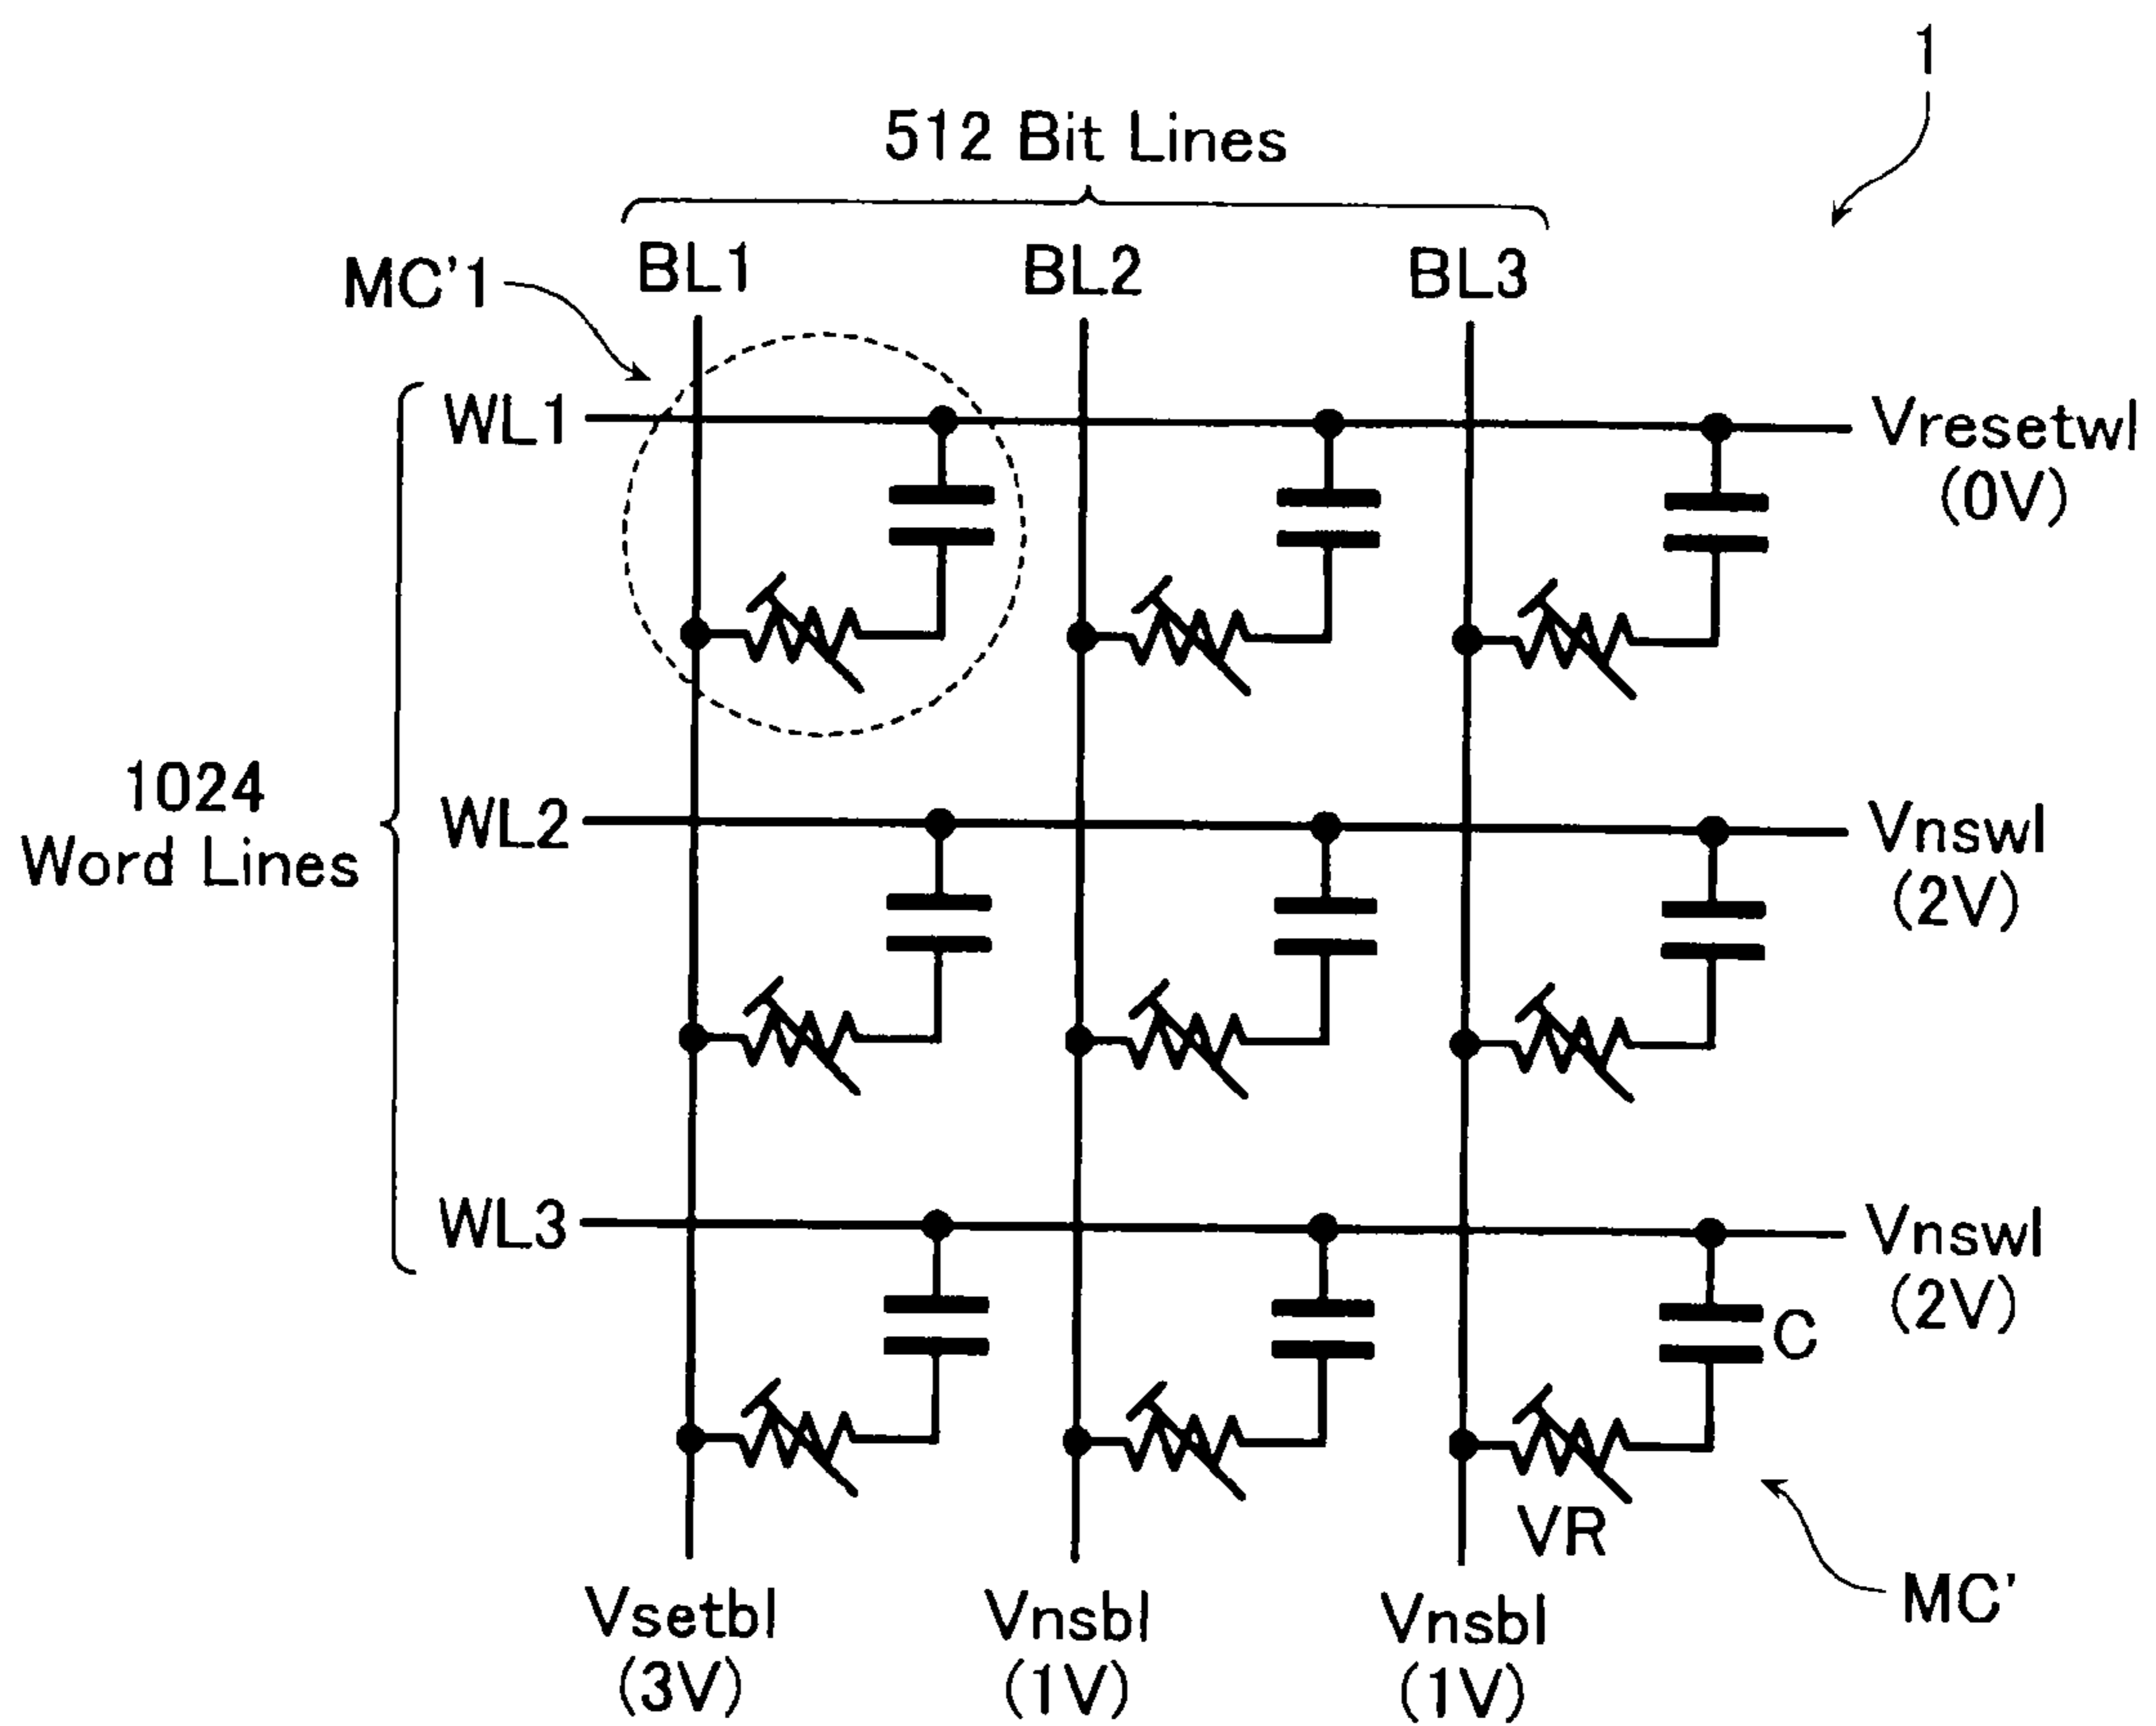 1
512 Bit Lines
MC'1
BL1
BL2
BL3
WL1
Vresetwl
(0V)
1024
Word Lines
WL2
Vnswl
(2V)
WL3
Vnswl
(2V)
C
VR
MC'
Vsetbl
(3V)
Vnsbl
(1V)
Vnsbl
(1V)